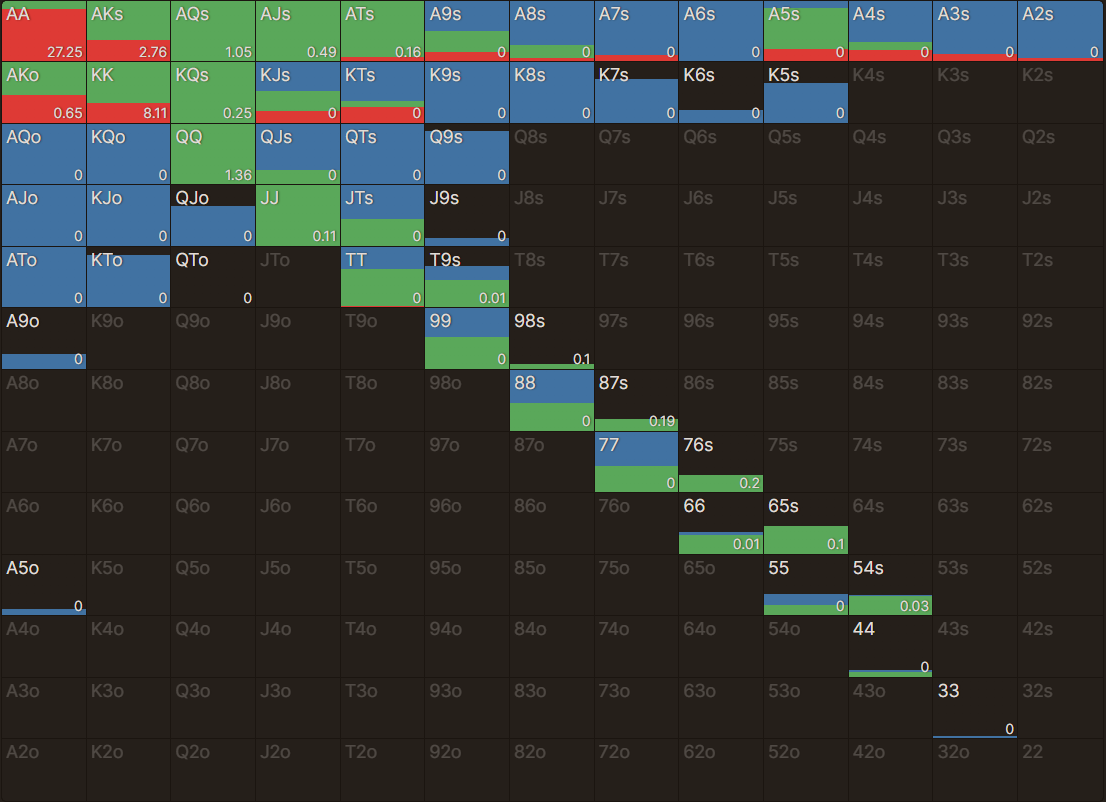 AA AKs AQs AJs ATs A9s A8s A7s A6s A5s A4s A3s A2s
27.25 2.76 1.05 0.49 0.16 0 0 0 0 0 0 0 0
AKo KK KQs KJs KTs K9s K8s K7s K6s K5s K4s K3s K2s
0.65 8.11 0.25 0 0 0 0 0 0 0
AQo KQo QQ QJs QTs Q9s Q8s Q7s Q6s Q5s Q4s Q3s Q2s
0 0 1.36 0 0 0
AJo KJo QJo JJ JTs J9s J8s J7s J6s J5s J4s J3s J2s
0 0 0 0.11 0 0
ATo KTo QTo JTo TT T9s T8s T7s T6s T5s T4s T3s T2s
0 0 0 0 0.01
A9o K9o Q9o J9o T9o 99 98s 97s 96s 95s 94s 93s 92s
0 0 0.1
A8o K8o Q8o J8o T8o 98o 88 87s 86s 85s 84s 83s 82s
0 0.19
A7o K7o Q7o J7o T7o 97o 87o 77 76s 75s 74s 73s 72s
0 0.2
A6o K6o Q6o J6o T6o 96o 86o 76o 66 65s 64s 63s 62s
0.01 0.1
A5o K5o Q5o J5o T5o 95o 85o 75o 65o 55 54s 53s 52s
0 0 0.03
A4o K4o Q4o J4o T4o 94o 84o 74o 64o 54o 44 43s 42s
0
A3o K3o Q3o J3o T3o 93o 83o 73o 63o 53o 43o 33 32s
0
A2o K2o Q2o J2o T2o 92o 82o 72o 62o 52o 42o 32o 22